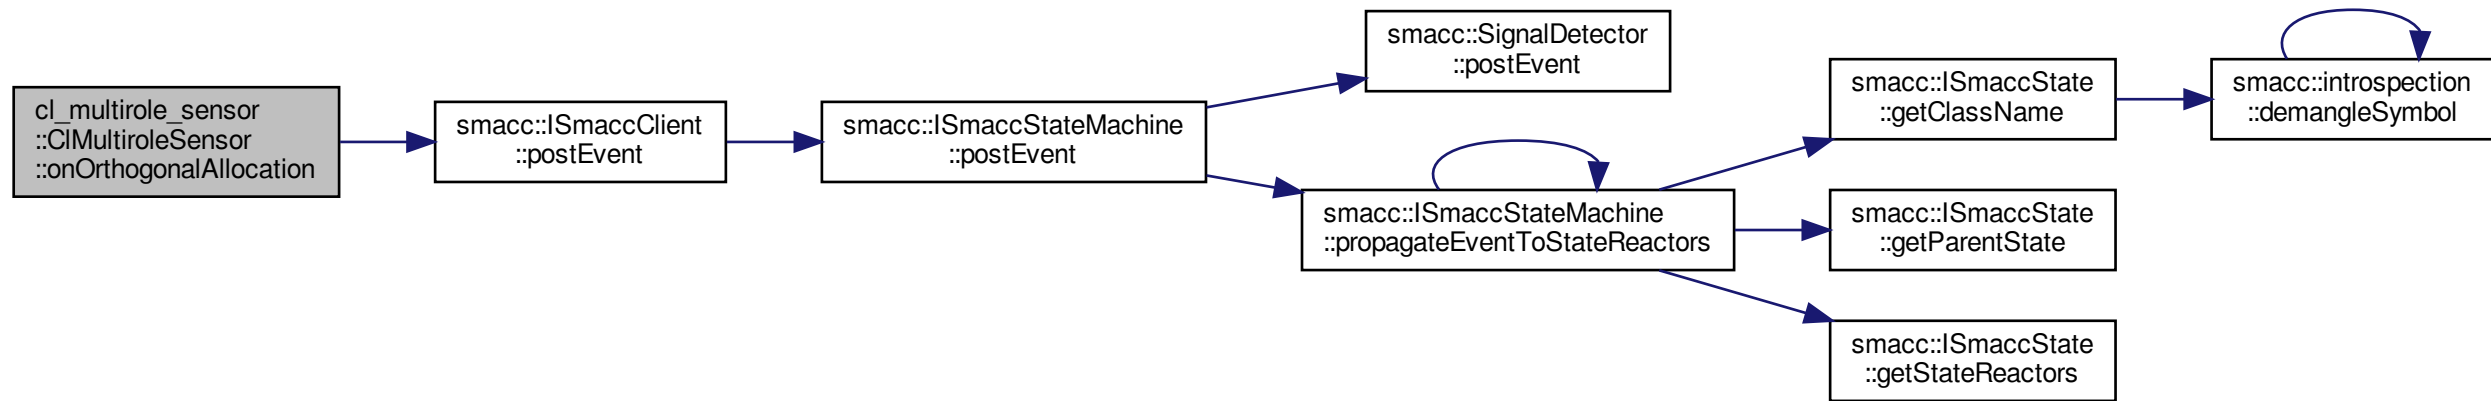 cl_multirole_sensor
::ClMultiroleSensor
::onOrthogonalAllocation
smacc::ISmaccClient
::postEvent
smacc::ISmaccStateMachine
::postEvent
smacc::SignalDetector
::postEvent
smacc::ISmaccStateMachine
::propagateEventToStateReactors
smacc::ISmaccState
::getClassName
smacc::introspection
::demangleSymbol
smacc::ISmaccState
::getParentState
smacc::ISmaccState
::getStateReactors